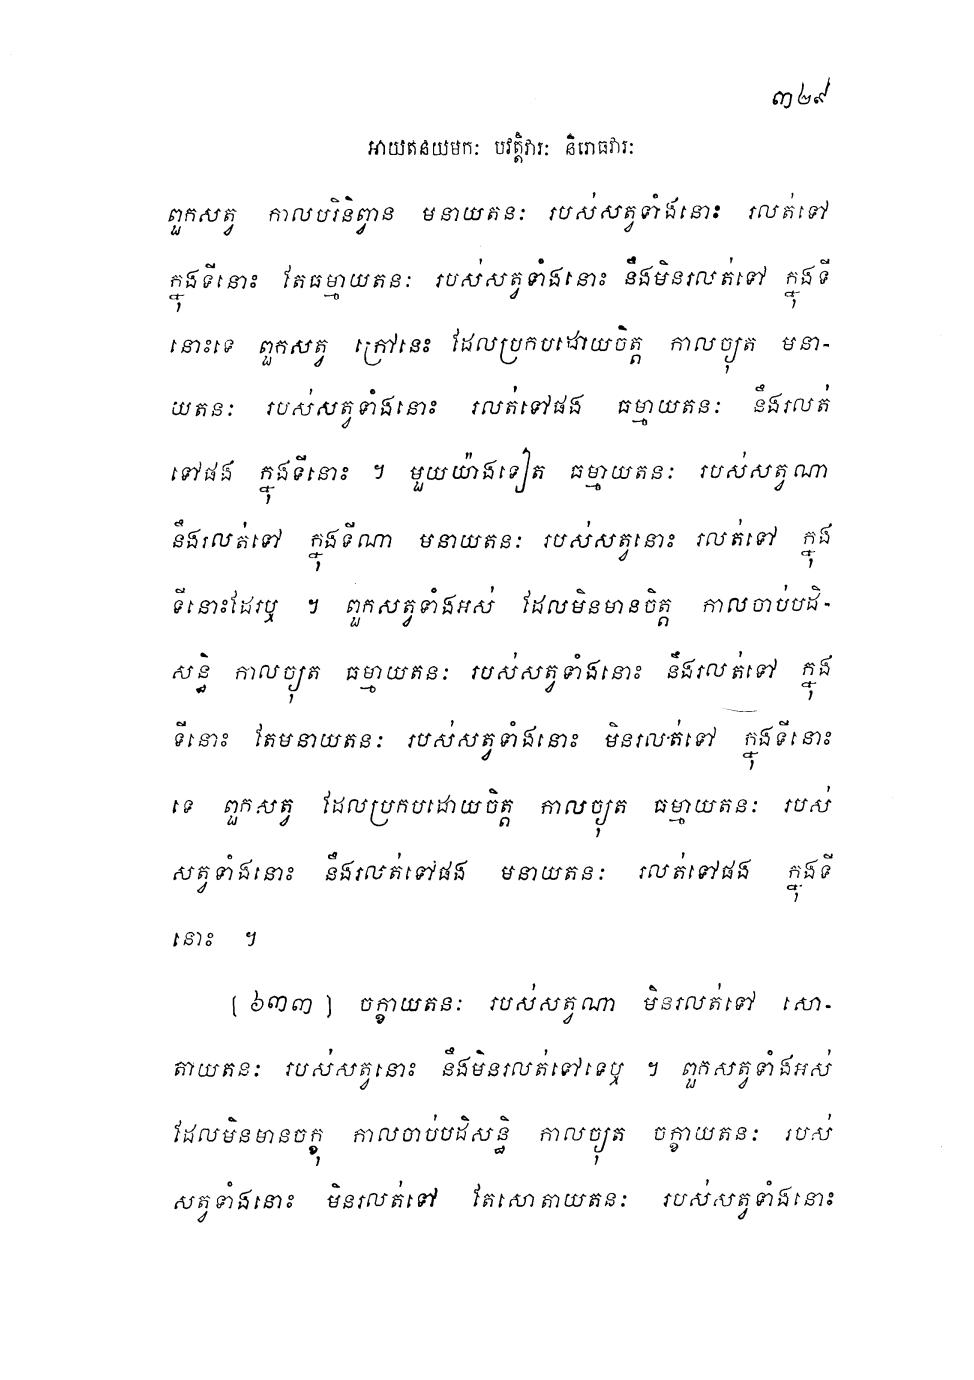 ៣២៩
អាយតនយមកៈ បវត្តិវារៈ និរោធវារៈ
ពួកសត្វ កាលបរិនិព្វាន មនាយតនៈ របស់សត្វទាំងនោះ រលត់ទៅ
ក្នុងទីនោះ តែធម្មាយតនៈ របស់សត្វទាំងនោះ នឹងមិនរលត់ទៅ ក្នុងទី
នោះទេ ពួកសត្វ ក្រៅនេះ ដែលប្រកបដោយចិត្ត កាលច្យុត មនា-
យតនៈ របស់សត្វទាំងនោះ រលត់ទៅផង ធម្មាយតនៈ នឹងរលត់
ទៅផង ក្នុងទីនោះ ។ មួយយ៉ាងទៀត ធម្មាយតនៈ របស់សត្វណា
នឹងរលត់ទៅ ក្នុងទីណា មនាយតនៈ របស់សត្វនោះ រលត់ទៅ ក្នុង
ទីនោះដែរឬ ។ ពួកសត្វទាំងអស់ ដែលមិនមានចិត្ត កាលចាប់បដិ-
សន្ធិ កាលច្យុត ធម្មាយតនៈ របស់សត្វទាំងនោះ នឹងរលត់ទៅ ក្នុង
ទីនោះ តែមនាយតនៈ របស់សត្វទាំងនោះ មិនរលត់ទៅ ក្នុងទីនោះ
ទេ ពួកសត្វ ដែលប្រកបដោយចិត្ត កាលច្យុត ធម្មាយតនៈ របស់
សត្វទាំងនោះ នឹងរលត់ទៅផង មនាយតនៈ រលត់ទៅផង ក្នុងទី
នោះ ។
[ ៦៣៣ ] ចក្ខាយតនៈ របស់សត្វណា មិនរលត់ទៅ សោ-
តាយតនៈ របស់សត្វនោះ នឹងមិនរលត់ទៅទេឬ ។ ពួកសត្វទាំងអស់
ដែលមិនមានចក្ខុ កាលចាប់បដិសន្ធិ កាលច្យុត ចក្ខាយតនៈ របស់
សត្វទាំងនោះ មិនរលត់ទៅ តែសោតាយតនៈ របស់សត្វទាំងនោះ